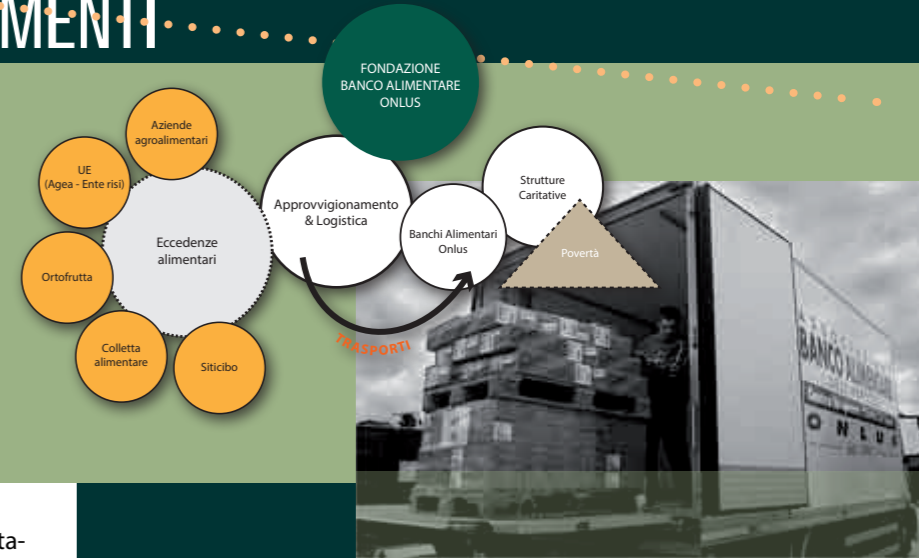 MENTI
FONDAZIONE
BANCO ALIMENTARE
ONLUS
Aziende
agroalimentari
UE
(Agea - Ente risi)
Ortofrutta
Colletta
alimentare
Siticibo
Eccedenze
alimentari
Approvvigionamento
& Logistica
Banchi Alimentari
Onlus
Strutture
Caritative
Povertà
TRASPORTI
BANCO ALIMENTARE
ONLUS
ta-